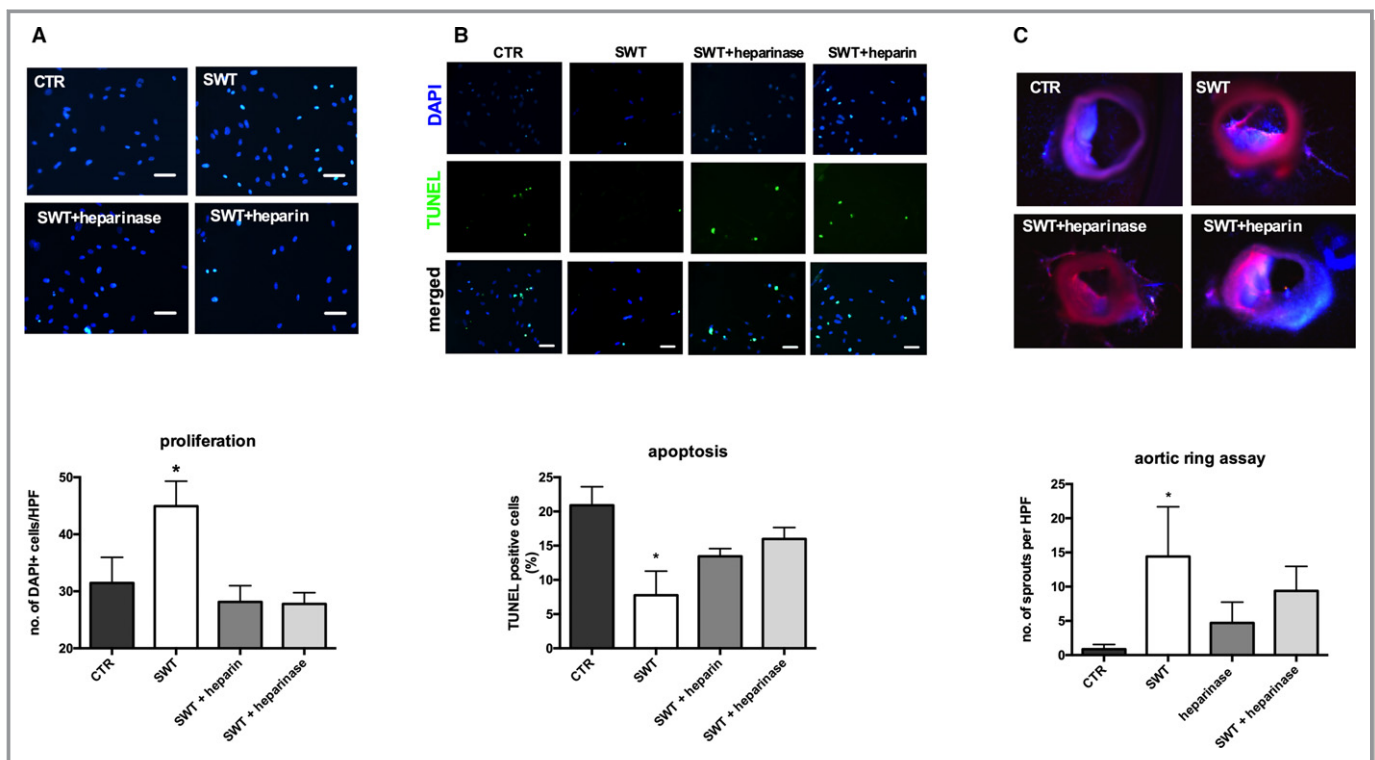 A
CTR
SWT
SWT+heparinase
SWT+heparin
proliferation
no. of DAPI+ cells/HPF
50
40
30
20
*
CTR
SWT
SWT + heparin
SWT + heparinase
B
CTR
SWT
SWT+heparinase
SWT+heparin
DAPI
TUNEL
merged
apoptosis
TUNEL positive cells
(%)
25
20
15
10
5
0
*
CTR
SWT
SWT + heparin
SWT + heparinase
C
CTR
SWT
SWT+heparinase
SWT+heparin
aortic ring assay
no. of sprouts per HPF
25
20
15
10
5
0
*
CTR
SWT
heparinase
SWT + heparinase